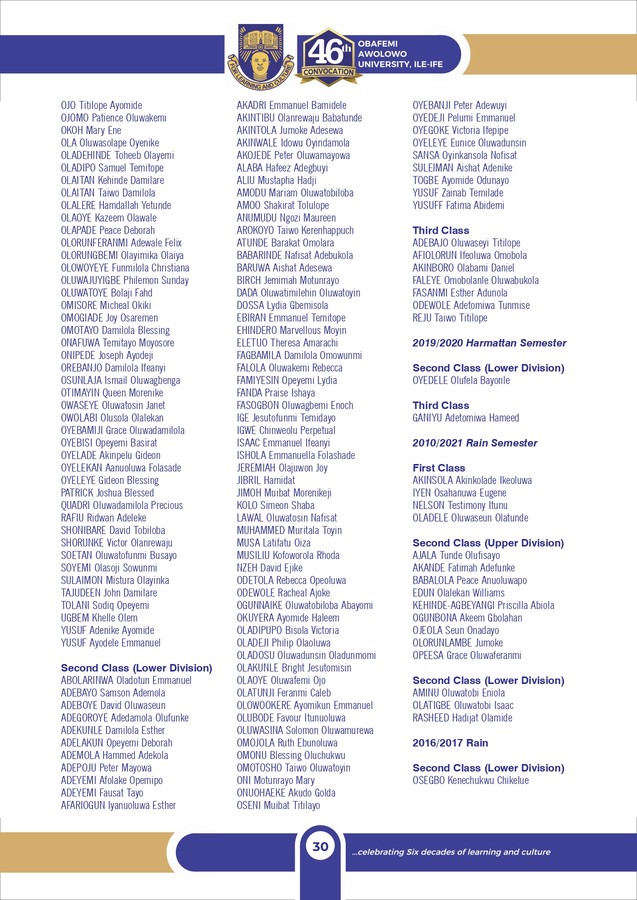 OBAFEMI
AWOLOWO
UNIVERSITY, ILE-IFE
46th
CONVOCATION
FOR LEARNING AND CULTURE
OJO Titilope Ayomide
OJOMO Patience Oluwakemi
OKOH Mary Ene
OLA Oluwasolape Oyenike
OLADEHINDE Toheeb Olayemi
OLADIPO Samuel Temitope
OLAITAN Kehinde Damilare
OLAITAN Taiwo Damilola
OLALERE Hamdallah Yetunde
OLAOYE Kazeem Olawale
OLAPADE Peace Deborah
OLORUNFERANMI Adewale Felix
OLORUNGBEMI Olayimika Olaiya
OLOWOYEYE Funmilola Christiana
OLUWAJUYIGBE Philemon Sunday
OLUWATOYE Bolaji Fahd
OMISORE Micheal Okiki
OMOGIADE Joy Osaremen
OMOTAYO Damilola Blessing
ONAFUWA Temitayo Moyosore
ONIPEDE Joseph Ayodeji
OREBANJO Damilola Ifeanyi
OSUNLAJA Ismail Oluwagbenga
OTIMAYIN Queen Morenike
OWASEYE Oluwatosin Janet
OWOLABI Olusola Olalekan
OYEBAMIJI Grace Oluwadamilola
OYEBISI Opeyemi Basirat
OYELADE Akinpelu Gideon
OYELEKAN Aanuoluwa Folasade
OYELEYE Gideon Blessing
PATRICK Joshua Blessed
QUADRI Oluwadamilola Precious
RAFIU Ridwan Adeleke
SHONIBARE David Tobiloba
SHORUNKE Victor Olanrewaju
SOETAN Oluwatofunmi Busayo
SOYEMI Olasoji Sowunmi
SULAIMON Mistura Olayinka
TAJUDEEN John Damilare
TOLANI Sodiq Opeyemi
UGBEM Khelle Olem
YUSUF Adenike Ayomide
YUSUF Ayodele Emmanuel
Second Class (Lower Division)
ABOLARINWA Oladotun Emmanuel
ADEBAYO Samson Ademola
ADEBOYE David Oluwaseun
ADEGOROYE Adedamola Olufunke
ADEKUNLE Damilola Esther
ADELAKUN Opeyemi Deborah
ADEMOLA Hammed Adekola
ADEPOJU Peter Mayowa
ADEYEMI Afolake Opemipo
ADEYEMI Fausat Tayo
AFARIOGUN Iyanuoluwa Esther
AKADRI Emmanuel Bamidele
AKINTIBU Olanrewaju Babatunde
AKINTOLA Jumoke Adesewa
AKINWALE Idowu Oyindamola
AKOJEDE Peter Oluwamayowa
ALABA Hafeez Adegbuyi
ALIU Mustapha Hadji
AMODU Mariam Oluwatobiloba
AMOO Shakirat Tolulope
ANUMUDU Ngozi Maureen
AROKOYO Taiwo Kerenhappuch
ATUNDE Barakat Omolara
BABARINDE Nafisat Adebukola
BARUWA Aishat Adesewa
BIRCH Jemimah Motunrayo
DADA Oluwatimilehin Oluwatoyin
DOSSA Lydia Gbemisola
EBIRAN Emmanuel Temitope
EHINDERO Marvellous Moyin
ELETUO Theresa Amarachi
FAGBAMILA Damilola Omowunmi
FALOLA Oluwakemi Rebecca
FAMIYESIN Opeyemi Lydia
FANDA Praise Ishaya
FASOGBON Oluwagbemi Enoch
IGE Jesutofunmi Temidayo
IGWE Chinweolu Perpetual
ISAAC Emmanuel Ifeanyi
ISHOLA Emmanuella Folashade
JEREMIAH Olajuwon Joy
JIBRIL Hamidat
JIMOH Muibat Morenikeji
KOLO Simeon Shaba
LAWAL Oluwatosin Nafisat
MUHAMMED Muritala Toyin
MUSA Latifatu Oiza
MUSILIU Kofoworola Rhoda
NZEH David Ejike
ODETOLA Rebecca Opeoluwa
ODEWOLE Racheal Ajoke
OGUNNAIKE Oluwatobiloba Abayomi
OKUYERA Ayomide Haleem
OLADIPUPO Bisola Victoria
OLADEJI Philip Olaoluwa
OLADOSU Oluwadunsin Oladunmomi
OLAKUNLE Bright Jesutomisin
OLAOYE Oluwafemi Ojo
OLATUNJI Feranmi Caleb
OLOWOOKERE Ayomikun Emmanuel
OLUBODE Favour Itunuoluwa
OLUWASINA Solomon Oluwamurewa
OMOJOLA Ruth Ebunoluwa
OMONU Blessing Oluchukwu
OMOTOSHO Taiwo Oluwatoyin
ONI Motunrayo Mary
ONUOHAEKE Akudo Golda
OSENI Muibat Titilayo
OYEBANJI Peter Adewuyi
OYEDEJI Pelumi Emmanuel
OYEGOKE Victoria Ifepipe
OYELEYE Eunice Oluwadunsin
SANSA Oyinkansola Nofisat
SULEIMAN Aishat Adenike
TOGBE Ayomide Odunayo
YUSUF Zainab Temilade
YUSUFF Fatima Abidemi
Third Class
ADEBAJO Oluwaseyi Titilope
AFIOLORUN Ifeoluwa Omobola
AKINBORO Olabami Daniel
FALEYE Omobolanle Oluwabukola
FASANMI Esther Adunola
ODEWOLE Adetomiwa Tunmise
REJU Taiwo Titilope
2019/2020 Harmattan Semester
Second Class (Lower Division)
OYEDELE Olufela Bayonle
Third Class
GANIYU Adetomiwa Hameed
2010/2021 Rain Semester
First Class
AKINSOLA Akinkolade Ikeoluwa
IYEN Osahanuwa Eugene
NELSON Testimony Itunu
OLADELE Oluwaseun Olatunde
Second Class (Upper Division)
AJALA Tunde Olufisayo
AKANDE Fatimah Adefunke
BABALOLA Peace Anuoluwapo
EDUN Olalekan Williams
KEHINDE-AGBEYANGI Priscilla Abiola
OGUNBONA Akeem Gbolahan
OJEOLA Seun Onadayo
OLORUNLAMBE Jumoke
OPEESA Grace Oluwaferanmi
Second Class (Lower Division)
AMINU Oluwatobi Eniola
OLATIGBE Oluwatobi Isaac
RASHEED Hadijat Olamide
2016/2017 Rain
Second Class (Lower Division)
OSEGBO Kenechukwu Chikelue
30
...celebrating Six decades of learning and culture